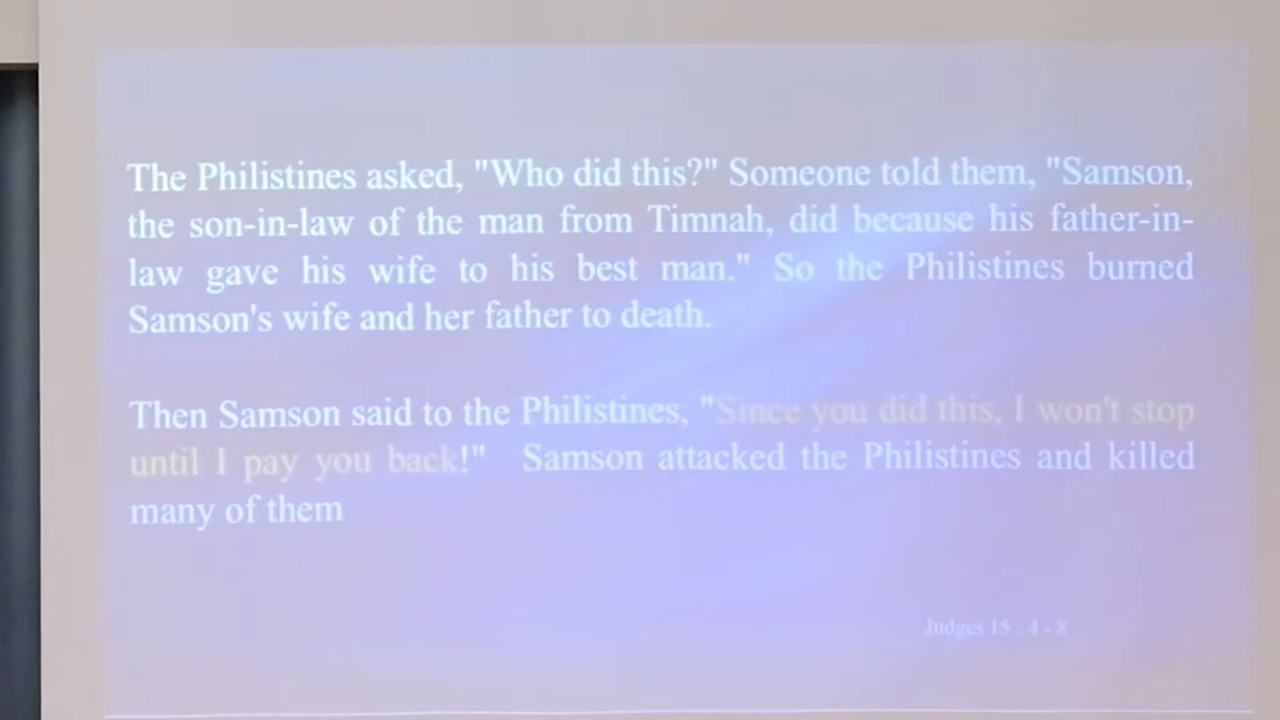 The Philistines asked, "Who did this?" Someone told them, "Samson,
the son-in-law of the man from Timnah, did because his father-in-
law gave his wife to his best man." So the Philistines burned
Samson's wife and her father to death.
Then Samson said to the Philistines, "Since you did this, I won't stop
until I pay you back!" Samson attacked the Philistines and killed
many of them
Judges 15 : 4 - 8